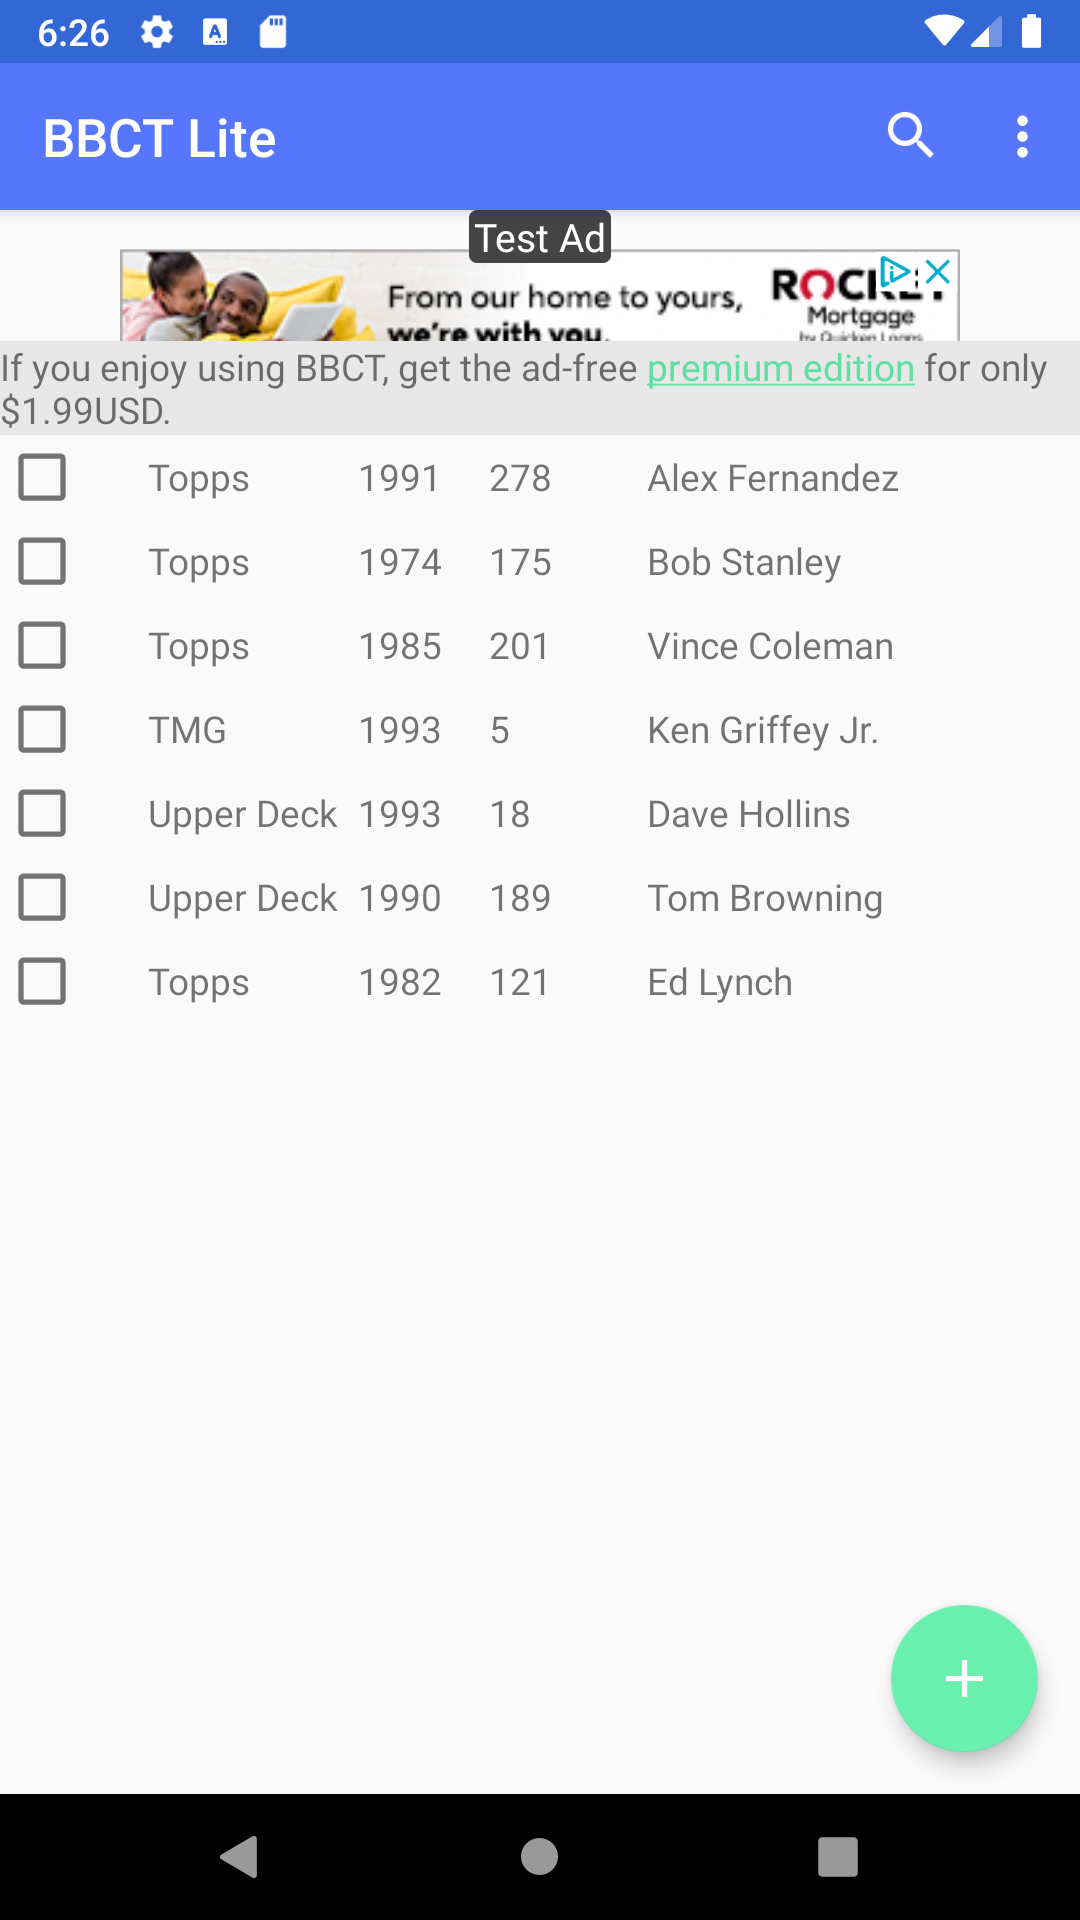 6:26
BBCT Lite
Test Ad
From our home to yours,
we're with you.
Mortgage
by Quicken Loans
If you enjoy using BBCT, get the ad-free premium edition for only
$1.99USD.
Topps 1991 278 Alex Fernandez
Topps 1974 175 Bob Stanley
Topps 1985 201 Vince Coleman
TMG 1993 5 Ken Griffey Jr.
Upper Deck 1993 18 Dave Hollins
Upper Deck 1990 189 Tom Browning
Topps 1982 121 Ed Lynch